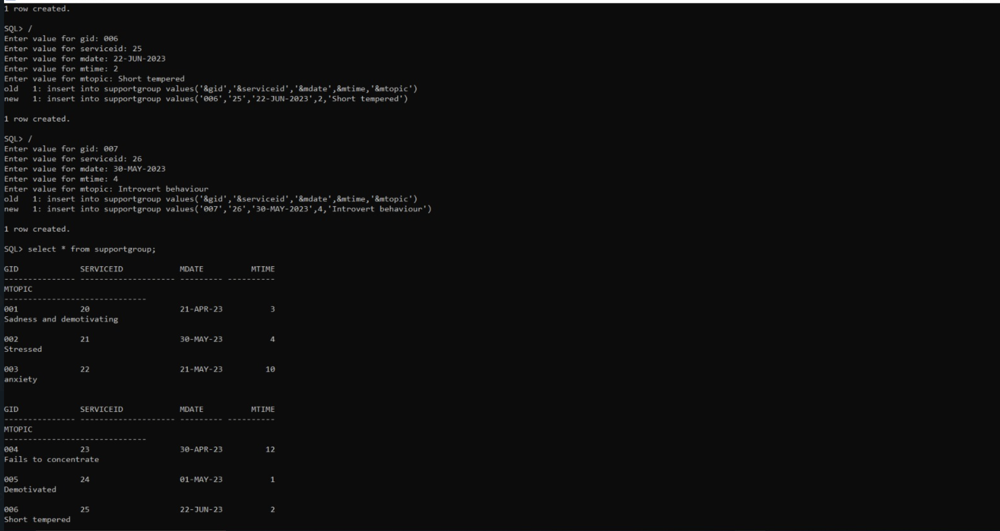 1 row created.
SQL> /
Enter value for gid: 006
Enter value for serviceid: 25
Enter value for mdate: 22-JUN-2023
Enter value for mtime: 2
Enter value for mtopic: Short tempered
old   1: insert into supportgroup values('&gid','&serviceid','&mdate',&mtime,'&mtopic')
new   1: insert into supportgroup values('006','25','22-JUN-2023',2,'Short tempered')
1 row created.
SQL> /
Enter value for gid: 007
Enter value for serviceid: 26
Enter value for mdate: 30-MAY-2023
Enter value for mtime: 4
Enter value for mtopic: Introvert behaviour
old   1: insert into supportgroup values('&gid','&serviceid','&mdate',&mtime,'&mtopic')
new   1: insert into supportgroup values('007','26','30-MAY-2023',4,'Introvert behaviour')
1 row created.
SQL> select * from supportgroup;
GID             SERVICEID            MDATE          MTIME
--------------- -------------------- --------- ----------
MTOPIC
------------------------------
001             20                   21-APR-23          3
Sadness and demotivating
002             21                   30-MAY-23          4
Stressed
003             22                   21-MAY-23         10
anxiety
GID             SERVICEID            MDATE          MTIME
--------------- -------------------- --------- ----------
MTOPIC
------------------------------
004             23                   30-APR-23         12
Fails to concentrate
005             24                   01-MAY-23          1
Demotivated
006             25                   22-JUN-23          2
Short tempered